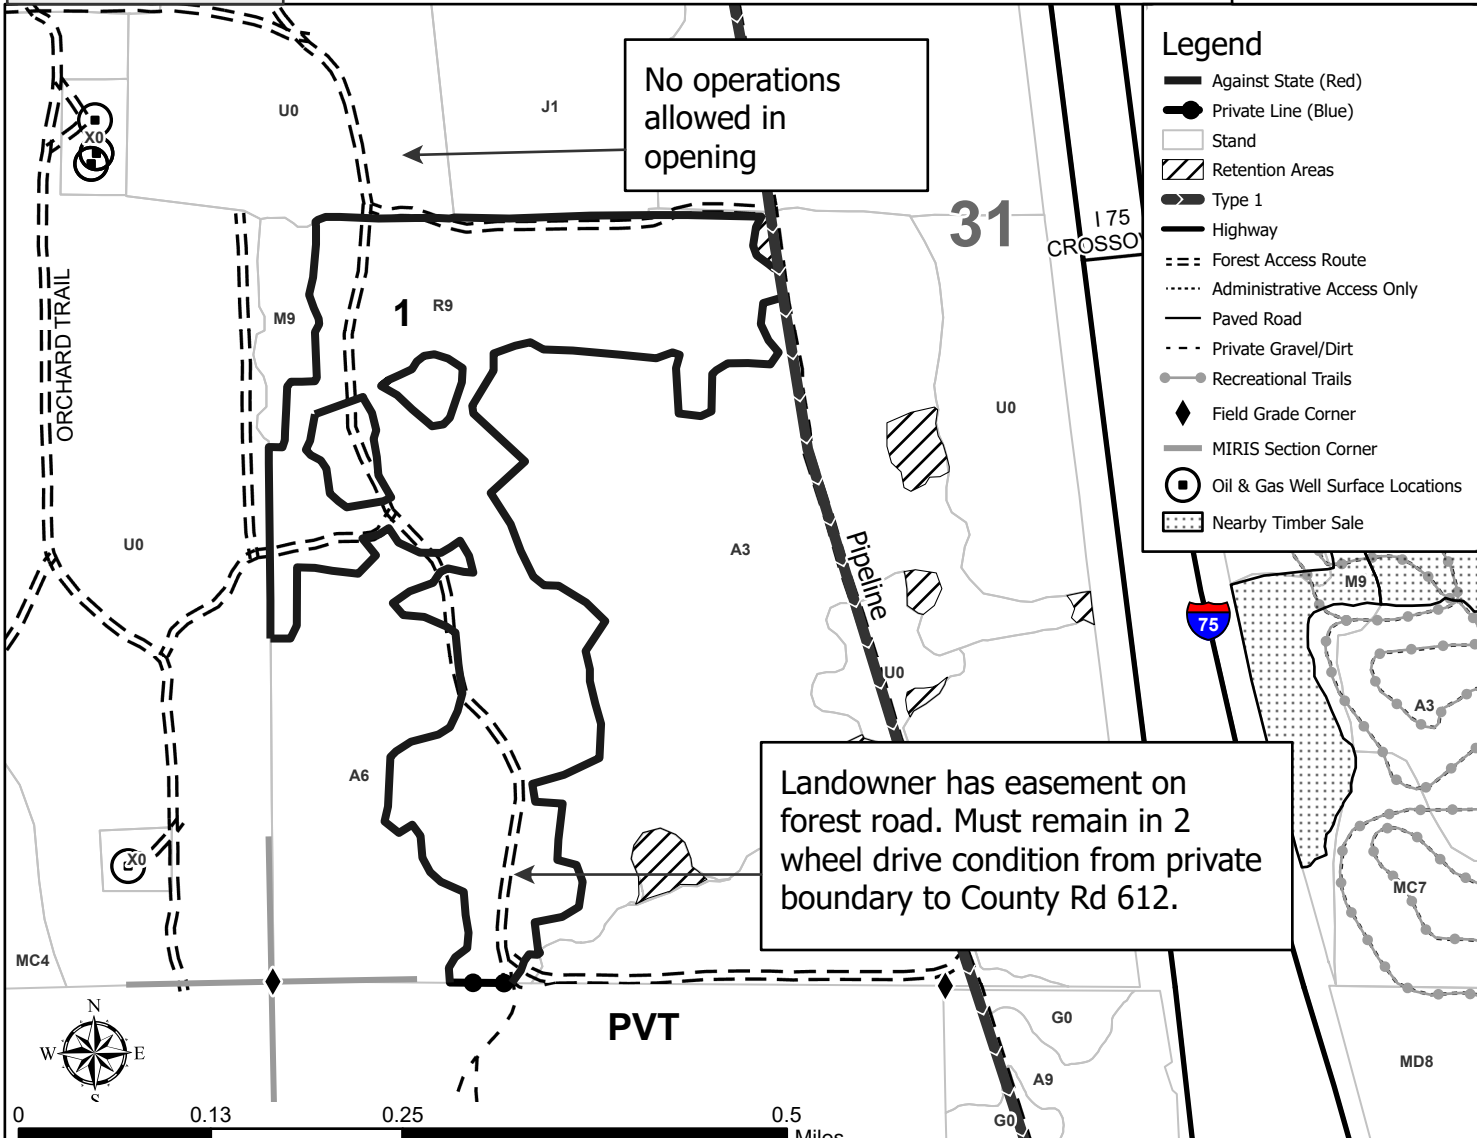 No operations
allowed in
opening
Legend
Against State (Red)
Private Line (Blue)
Stand
Retention Areas
Type 1
Highway
Forest Access Route
Administrative Access Only
Paved Road
Private Gravel/Dirt
Recreational Trails
Field Grade Corner
MIRIS Section Corner
Oil & Gas Well Surface Locations
Nearby Timber Sale
U0
J1
X0
31
I 75
CROSSOV
ORCHARD TRAIL
M9
1
R9
U0
U0
A3
Pipeline
M9
75
U0
A3
A6
Landowner has easement on
forest road. Must remain in 2
wheel drive condition from private
boundary to County Rd 612.
X0
MC7
MC4
PVT
G0
MD8
A9
G0
N
W E
S
0 0.13 0.25 0.5
Miles